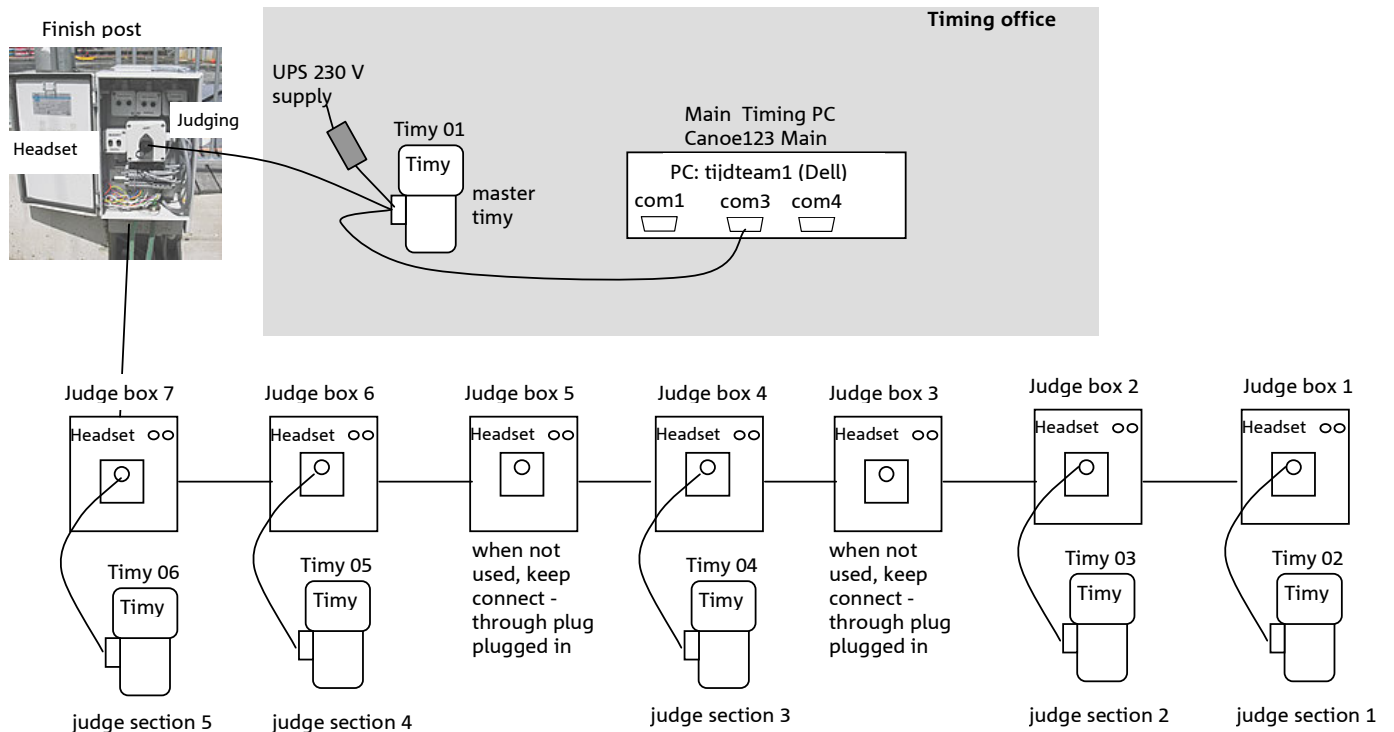 Timing office
Finish post
Headset
Judging
UPS 230 V
supply
Timy 01
Timy
master
timy
Main Timing PC
Canoe123 Main
PC: tijdteam1 (Dell)
com1 com3 com4
Judge box 7
Headset
Judge box 6
Headset
Judge box 5
Headset
Judge box 4
Headset
Judge box 3
Headset
Judge box 2
Headset
Judge box 1
Headset
Timy 06
Timy
judge section 5
Timy 05
Timy
judge section 4
when not
used, keep
connect -
through plug
plugged in
Timy 04
Timy
judge section 3
when not
used, keep
connect -
through plug
plugged in
Timy 03
Timy
judge section 2
Timy 02
Timy
judge section 1